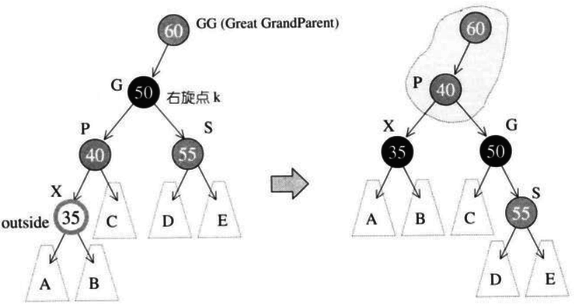 60 GG (Great GrandParent)
G 50 右旋点 k
P S
40 55
X
outside 35 C D E
A B
60
P 40
X G
35 50
A B C S
55
D E